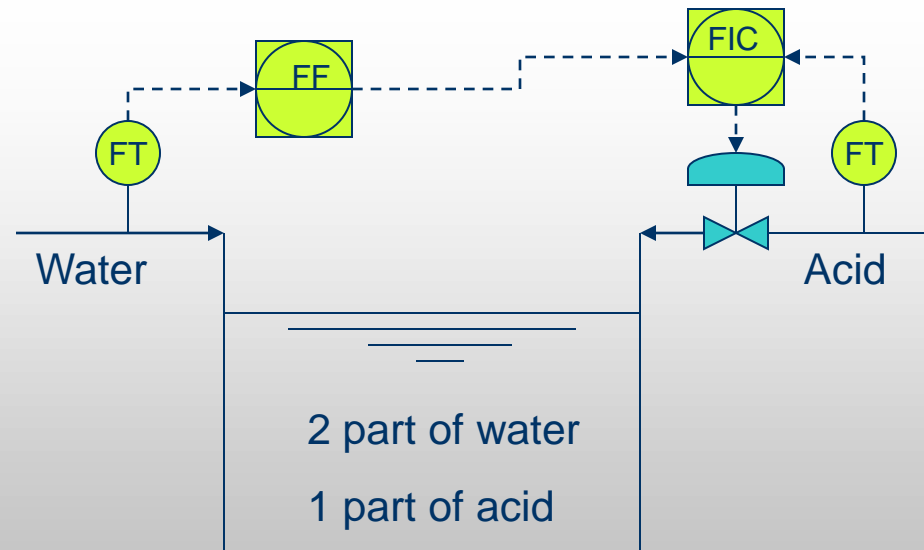 FIC
FF
FT
FT
Water
Acid
2 part of water
1 part of acid